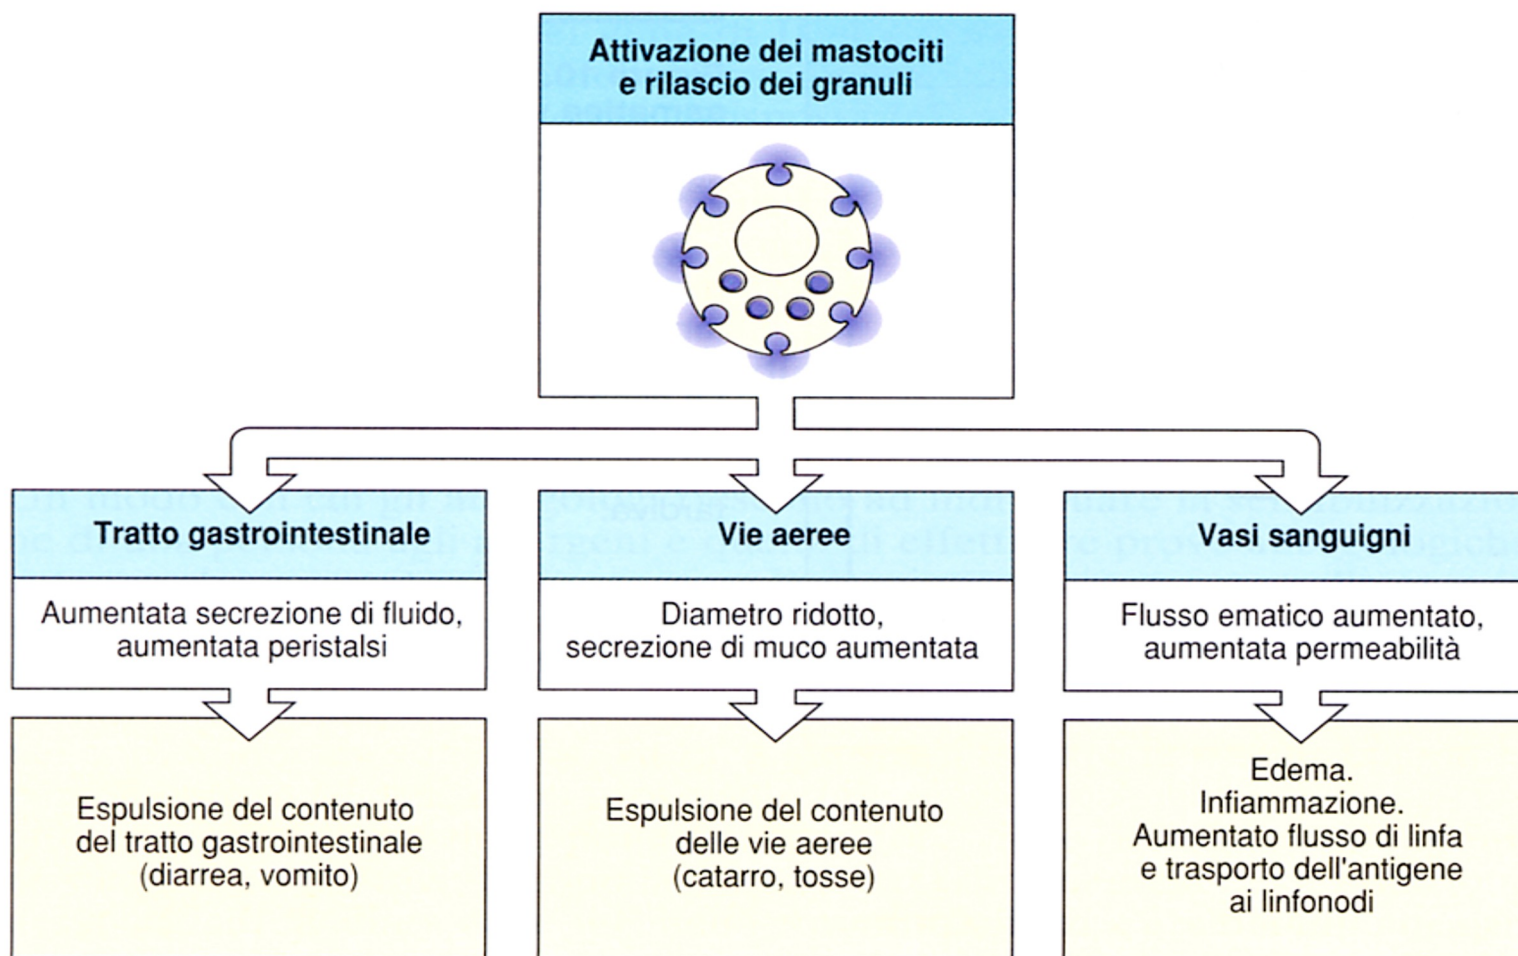 Attivazione dei mastociti
e rilascio dei granuli
Tratto gastrointestinale
Aumentata secrezione di fluido,
aumentata peristalsi
Espulsione del contenuto
del tratto gastrointestinale
(diarrea, vomito)
Vie aeree
Diametro ridotto,
secrezione di muco aumentata
Espulsione del contenuto
delle vie aeree
(catarro, tosse)
Vasi sanguigni
Flusso ematico aumentato,
aumentata permeabilità
Edema.
Infiammazione.
Aumentato flusso di linfa
e trasporto dell'antigene
ai linfonodi